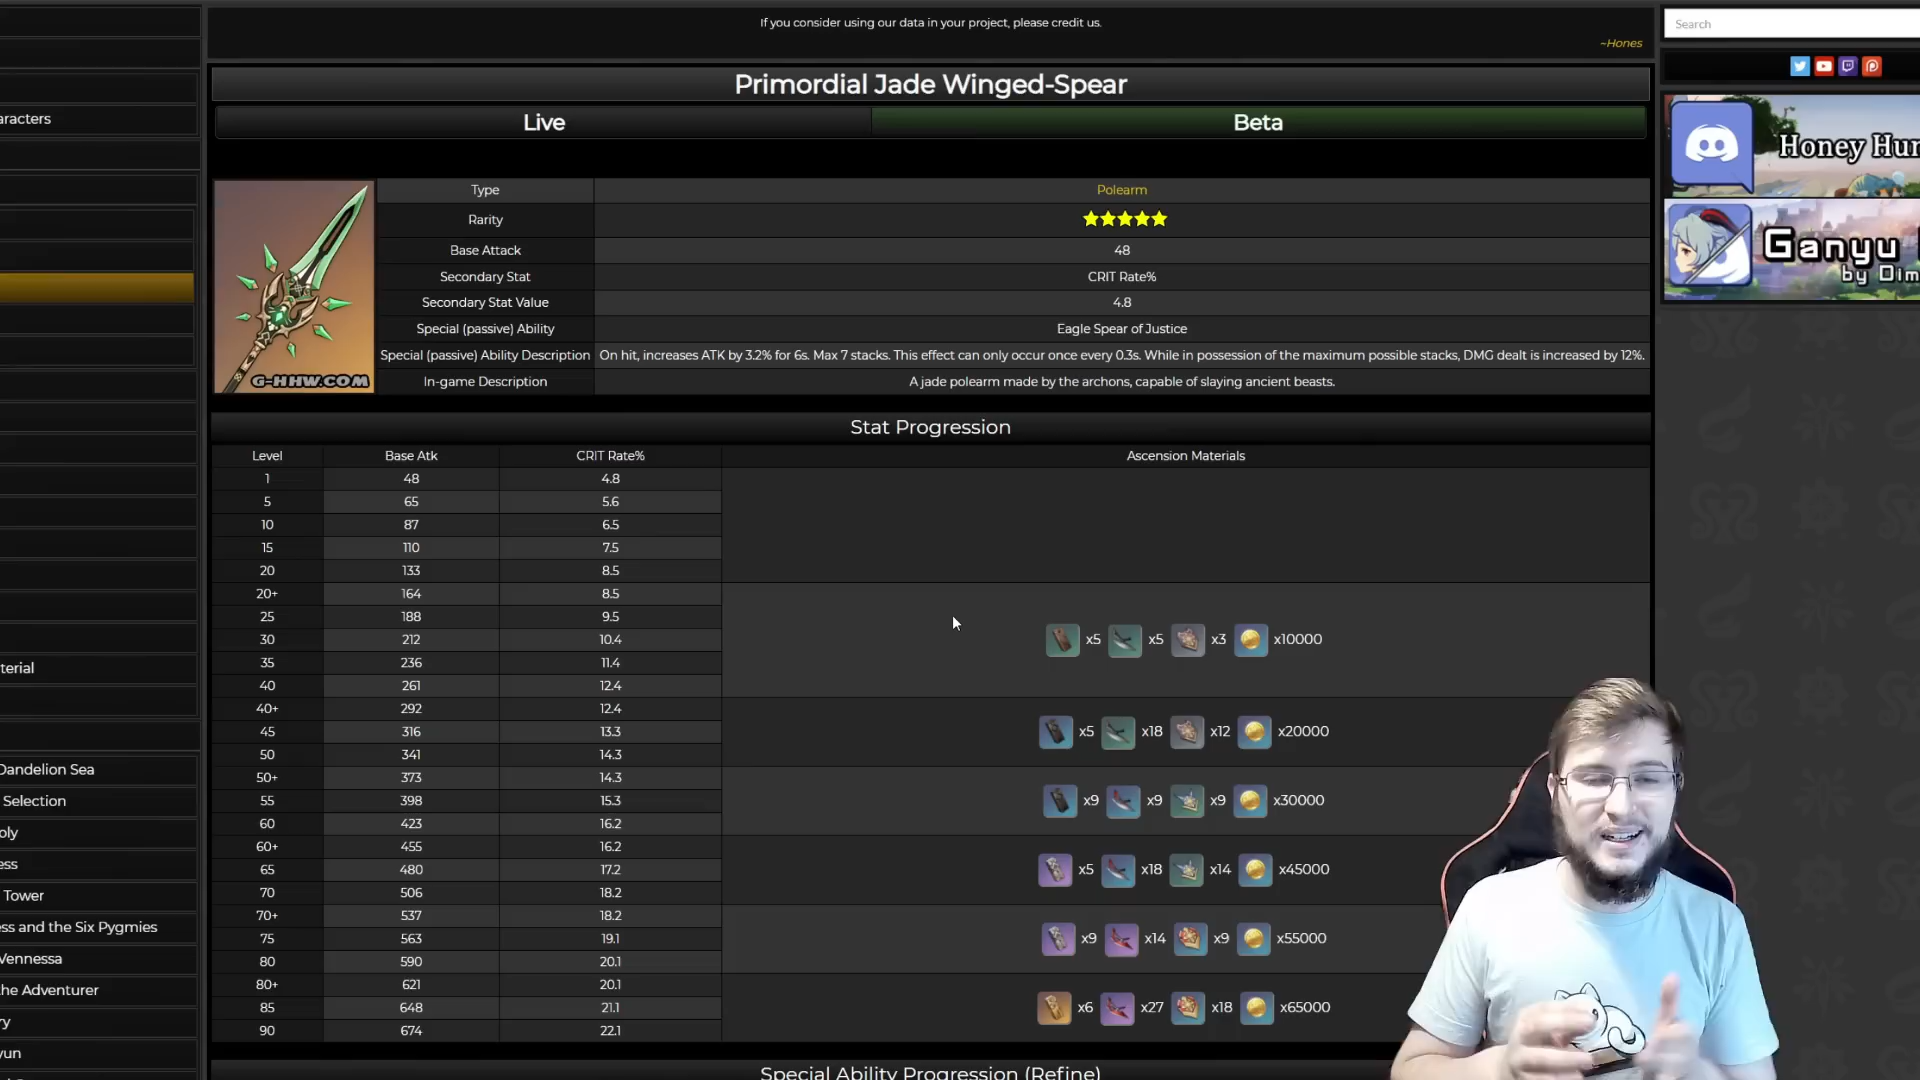 If you consider using our data in your project, please credit us.
~Hones
Search
Primordial Jade Winged-Spear
Live
Beta
aracters
terial
Dandelion Sea
Selection
oly
ess
Tower
ess and the Six Pygmies
Vennessa
he Adventurer
ry
yun
G-HHW.COM
Type
Polearm
Rarity
Base Attack
48
Secondary Stat
CRIT Rate%
Secondary Stat Value
4.8
Special (passive) Ability
Eagle Spear of Justice
Special (passive) Ability Description
On hit, increases ATK by 3.2% for 6s. Max 7 stacks. This effect can only occur once every 0.3s. While in possession of the maximum possible stacks, DMG dealt is increased by 12%.
In-game Description
A jade polearm made by the archons, capable of slaying ancient beasts.
Honey Hun
Ganyu
by Dim
Stat Progression
Level Base Atk CRIT Rate% Ascension Materials
1 48 4.8
5 65 5.6
10 87 6.5
15 110 7.5
20 133 8.5
20+ 164 8.5
25 188 9.5
30 212 10.4 x5 x5 x3 x10000
35 236 11.4
40 261 12.4
40+ 292 12.4
45 316 13.3 x5 x18 x12 x20000
50 341 14.3
50+ 373 14.3
55 398 15.3 x9 x9 x9 x30000
60 423 16.2
60+ 455 16.2
65 480 17.2 x5 x18 x14 x45000
70 506 18.2
70+ 537 18.2
75 563 19.1 x9 x14 x9 x55000
80 590 20.1
80+ 621 20.1
85 648 21.1 x6 x27 x18 x65000
90 674 22.1
Special Ability Progression (Refine)